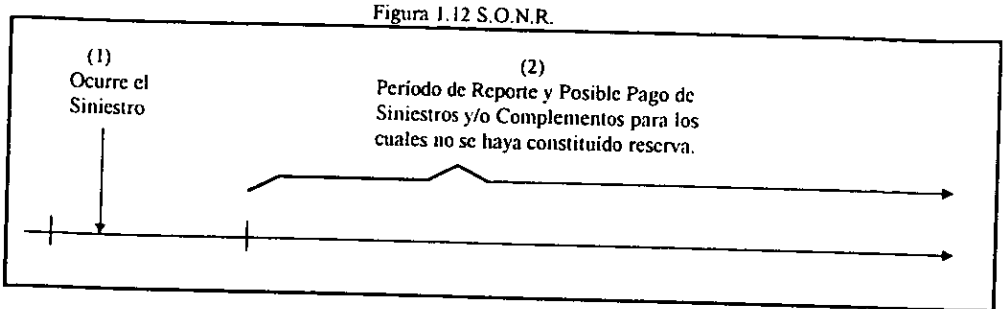 Figura 1.12 S.O.N.R.
(1)
Ocurre el
Siniestro
(2)
Período de Reporte y Posible Pago de
Siniestros y/o Complementos para los
cuales no se haya constituído reserva.